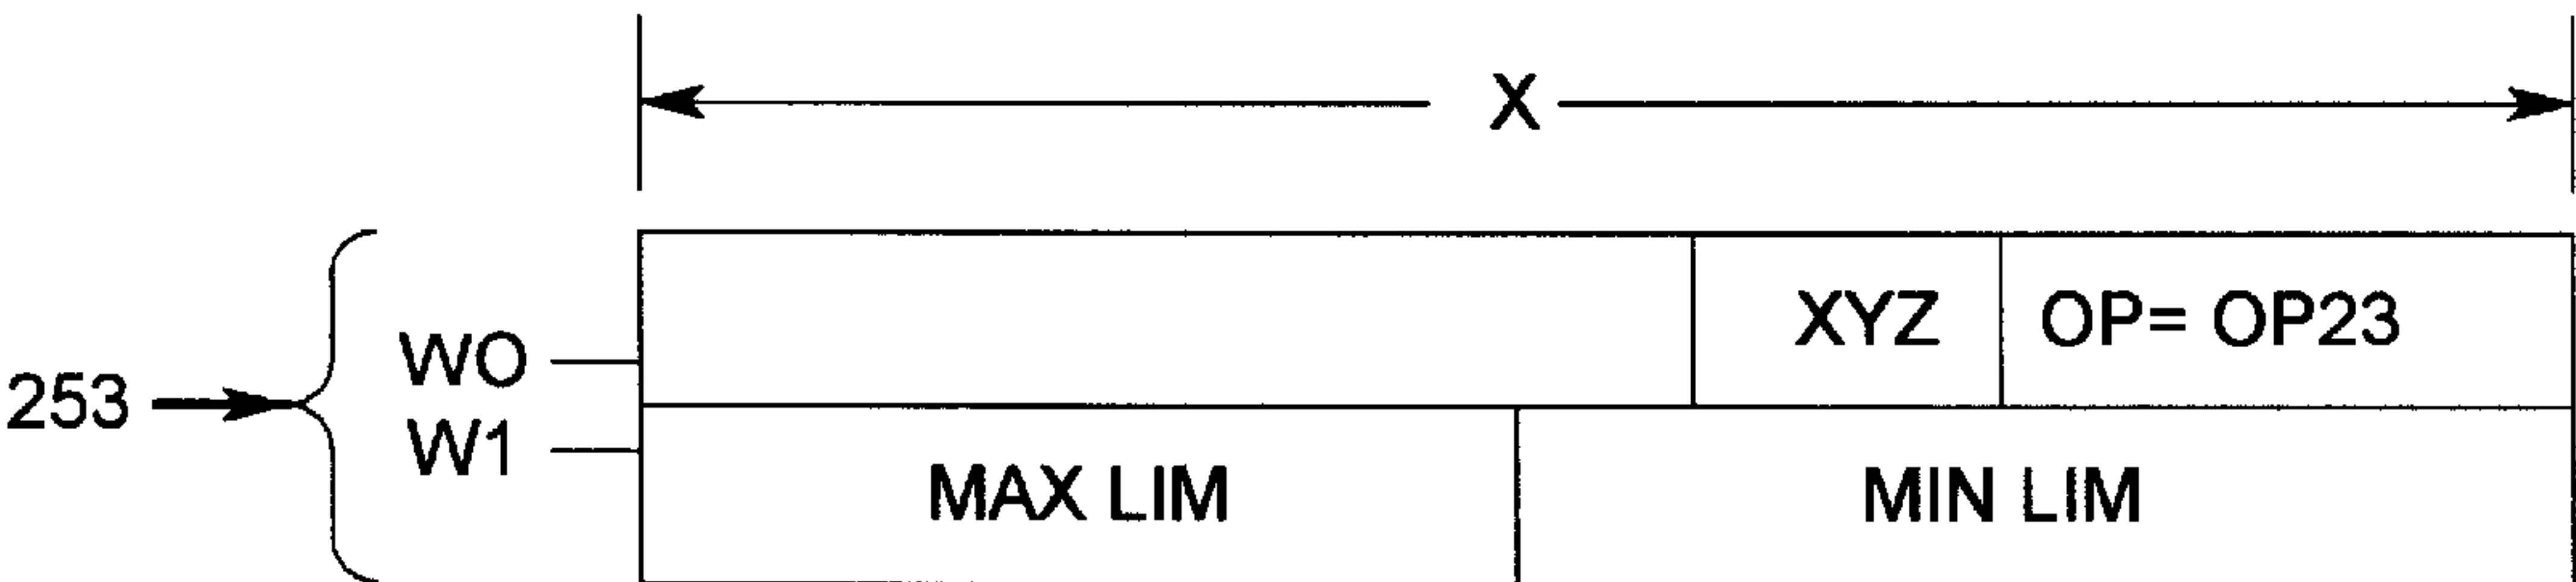 X
XYZ OP= OP23
WO
253
W1
MAX LIM MIN LIM